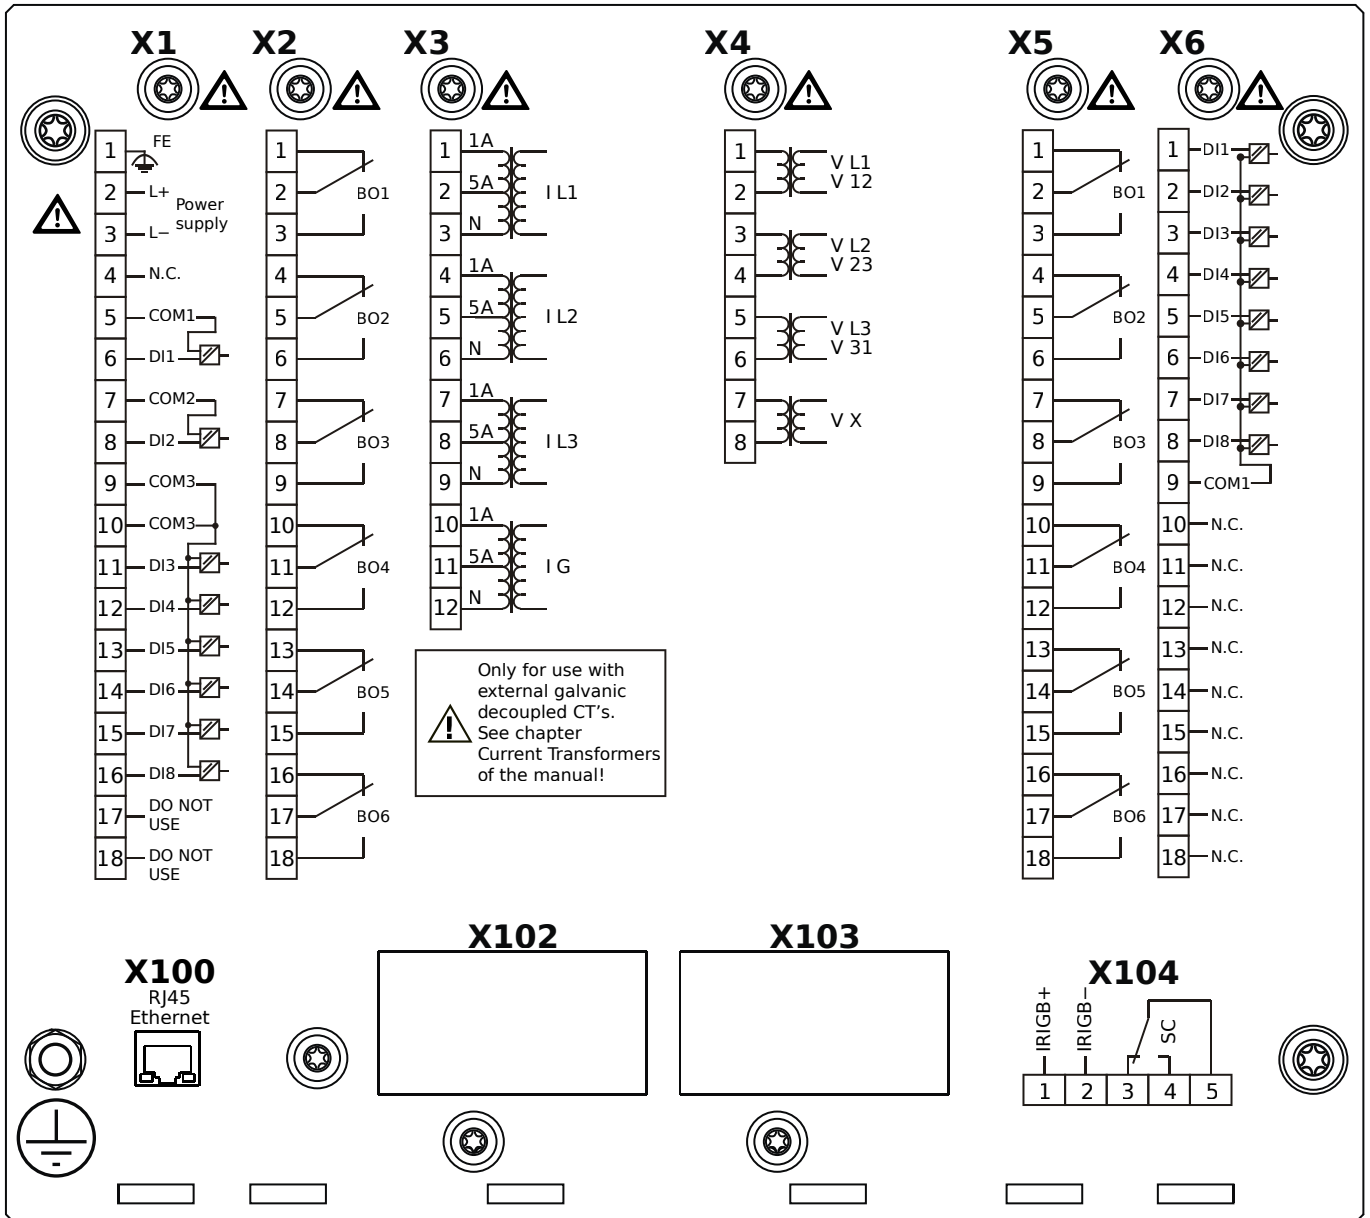 X1
X2
X3
X4
X5
X6
1 FE
2 L+
Power
supply
3 L−
4 N.C.
5 COM1
6 DI1
7 COM2
8 DI2
9 COM3
10 COM3
11 DI3
12 DI4
13 DI5
14 DI6
15 DI7
16 DI8
17 DO NOT
USE
18 DO NOT
USE
1
2 BO1
3
4
5 BO2
6
7
8 BO3
9
10
11 BO4
12
13
14 BO5
15
16
17 BO6
18
1 1A
2 5A I L1
3 N
4 1A
5 5A I L2
6 N
7 1A
8 5A I L3
9 N
10 1A
11 5A I G
12 N
Only for use with
external galvanic
decoupled CT's.
See chapter
Current Transformers
of the manual!
1
V L1
V 12
2
3
V L2
V 23
4
5
V L3
V 31
6
7
V X
8
1
2 BO1
3
4
5 BO2
6
7
8 BO3
9
10
11 BO4
12
13
14 BO5
15
16
17 BO6
18
1 DI1
2 DI2
3 DI3
4 DI4
5 DI5
6 DI6
7 DI7
8 DI8
9 COM1
10 N.C.
11 N.C.
12 N.C.
13 N.C.
14 N.C.
15 N.C.
16 N.C.
17 N.C.
18 N.C.
X100
RJ45
Ethernet
X102
X103
X104
IRIGB+
IRIGB−
SC
1 2 3 4 5